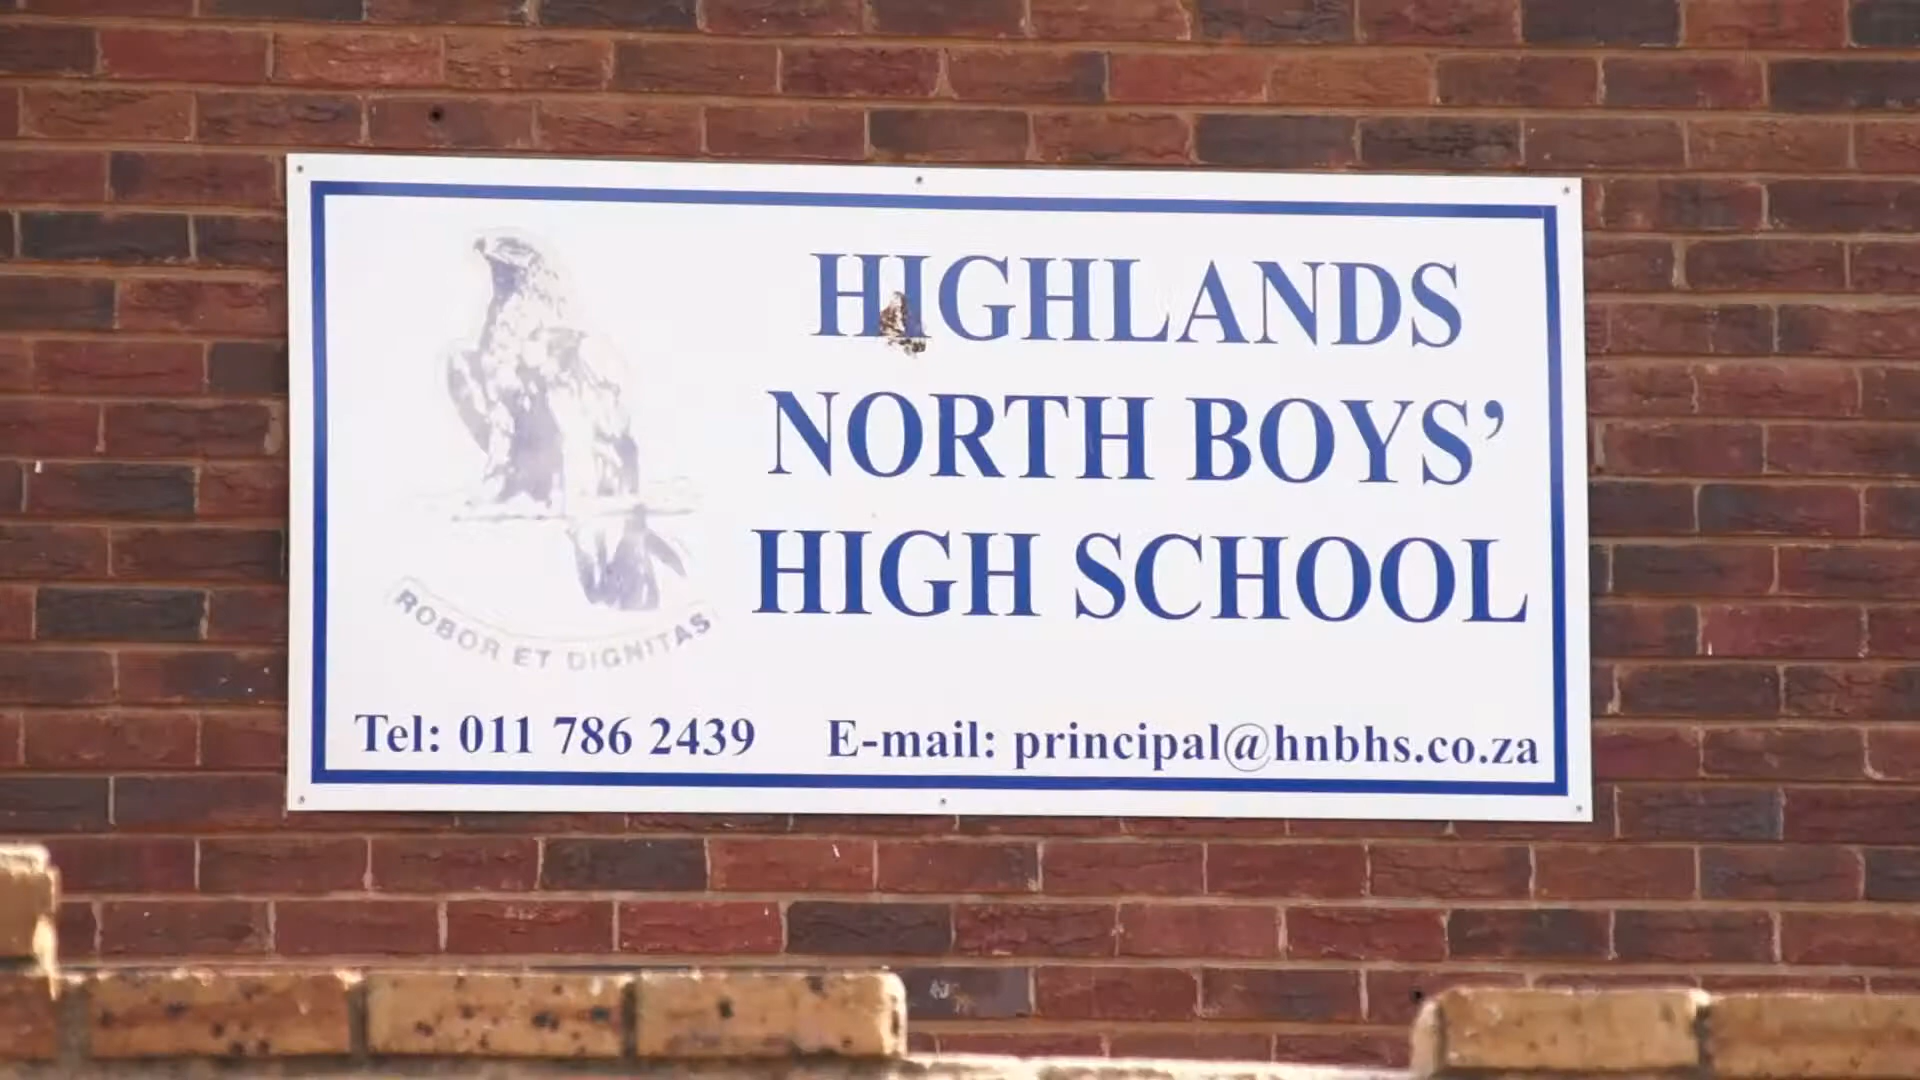 HIGHLANDS
NORTH BOYS’
HIGH SCHOOL
ROBOR ET DIGNITAS
Tel: 011 786 2439 E-mail: principal@hnbhs.co.za